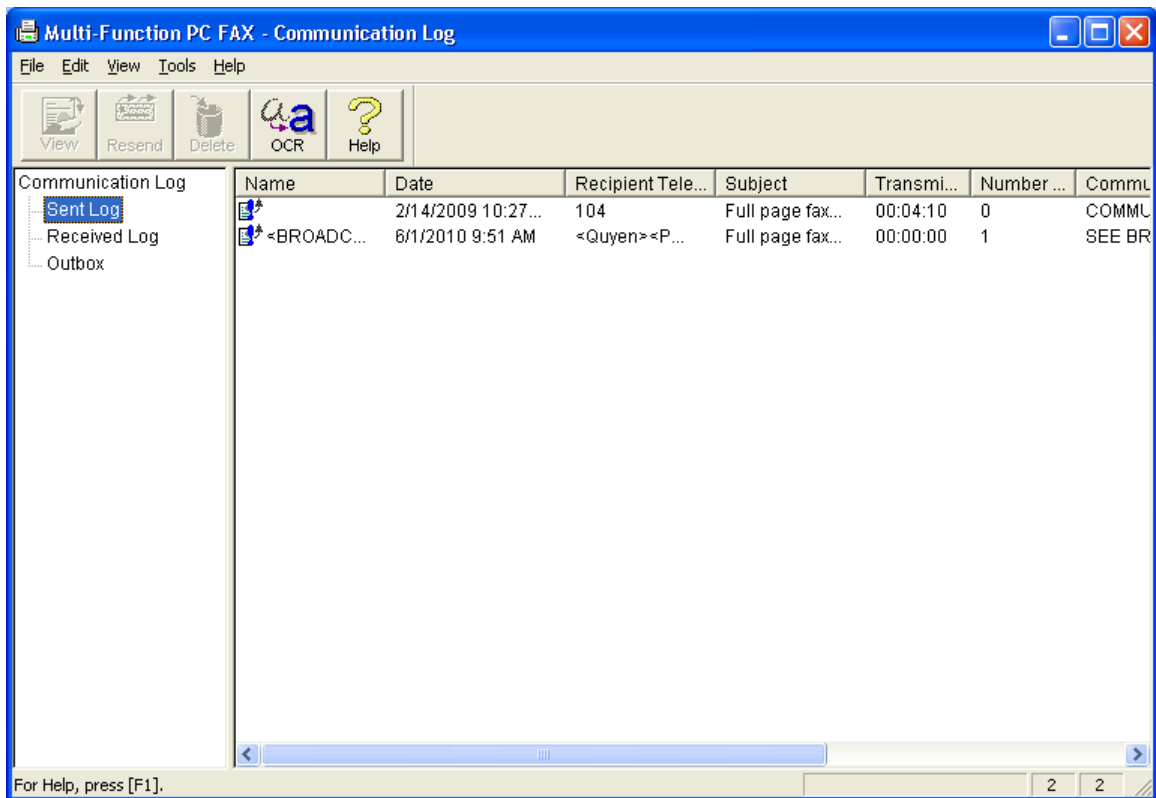 Multi-Function PC FAX - Communication Log
File Edit View Tools Help
View Resend Delete OCR Help
Communication Log
Sent Log
Received Log
Outbox
Name Date Recipient Tele... Subject Transmi... Number ... Commu
2/14/2009 10:27... 104 Full page fax... 00:04:10 0 COMMU
<BROADC... 6/1/2010 9:51 AM <Quyen><P... Full page fax... 00:00:00 1 SEE BR
For Help, press [F1]. 2 2